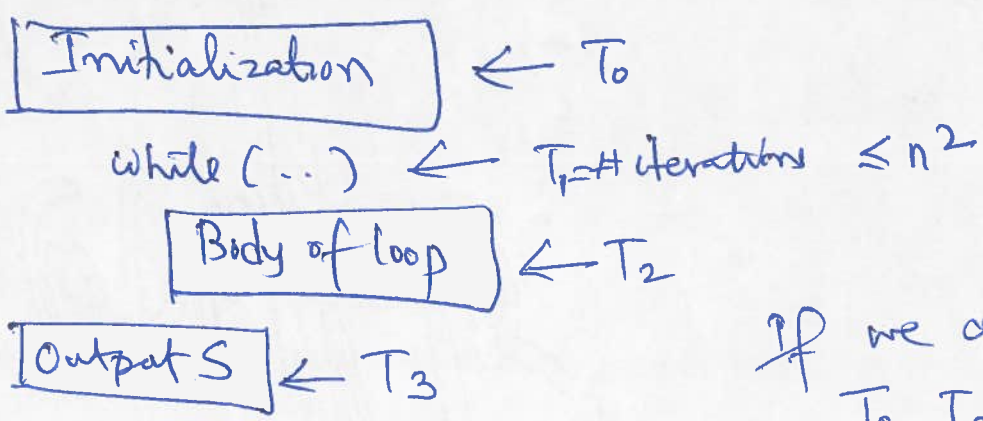 Initialization ← T₀
while (...) ← T₁=# iterations ≤ n²
Body of loop ← T₂
Output S ← T₃
If we